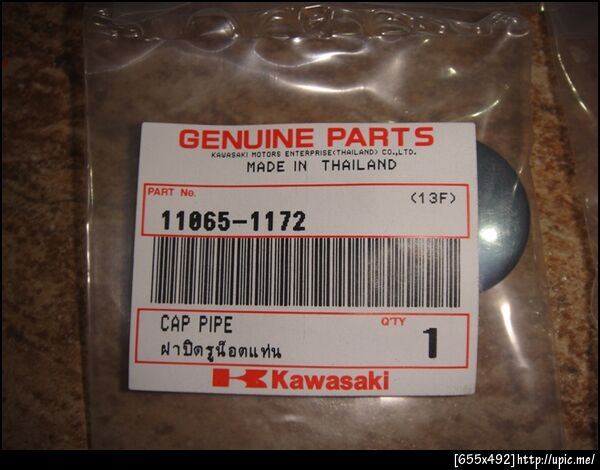 GENUINE PARTS
KAWASAKI MOTORS ENTERPRISE(THAILAND) CO.,LTD.
MADE IN THAILAND
PART No.
(13F)
11065-1172
CAP PIPE
Q'TY
1
ฝาปิดรูน็อตแท่น
Kawasaki
[655x492]http://upic.me/